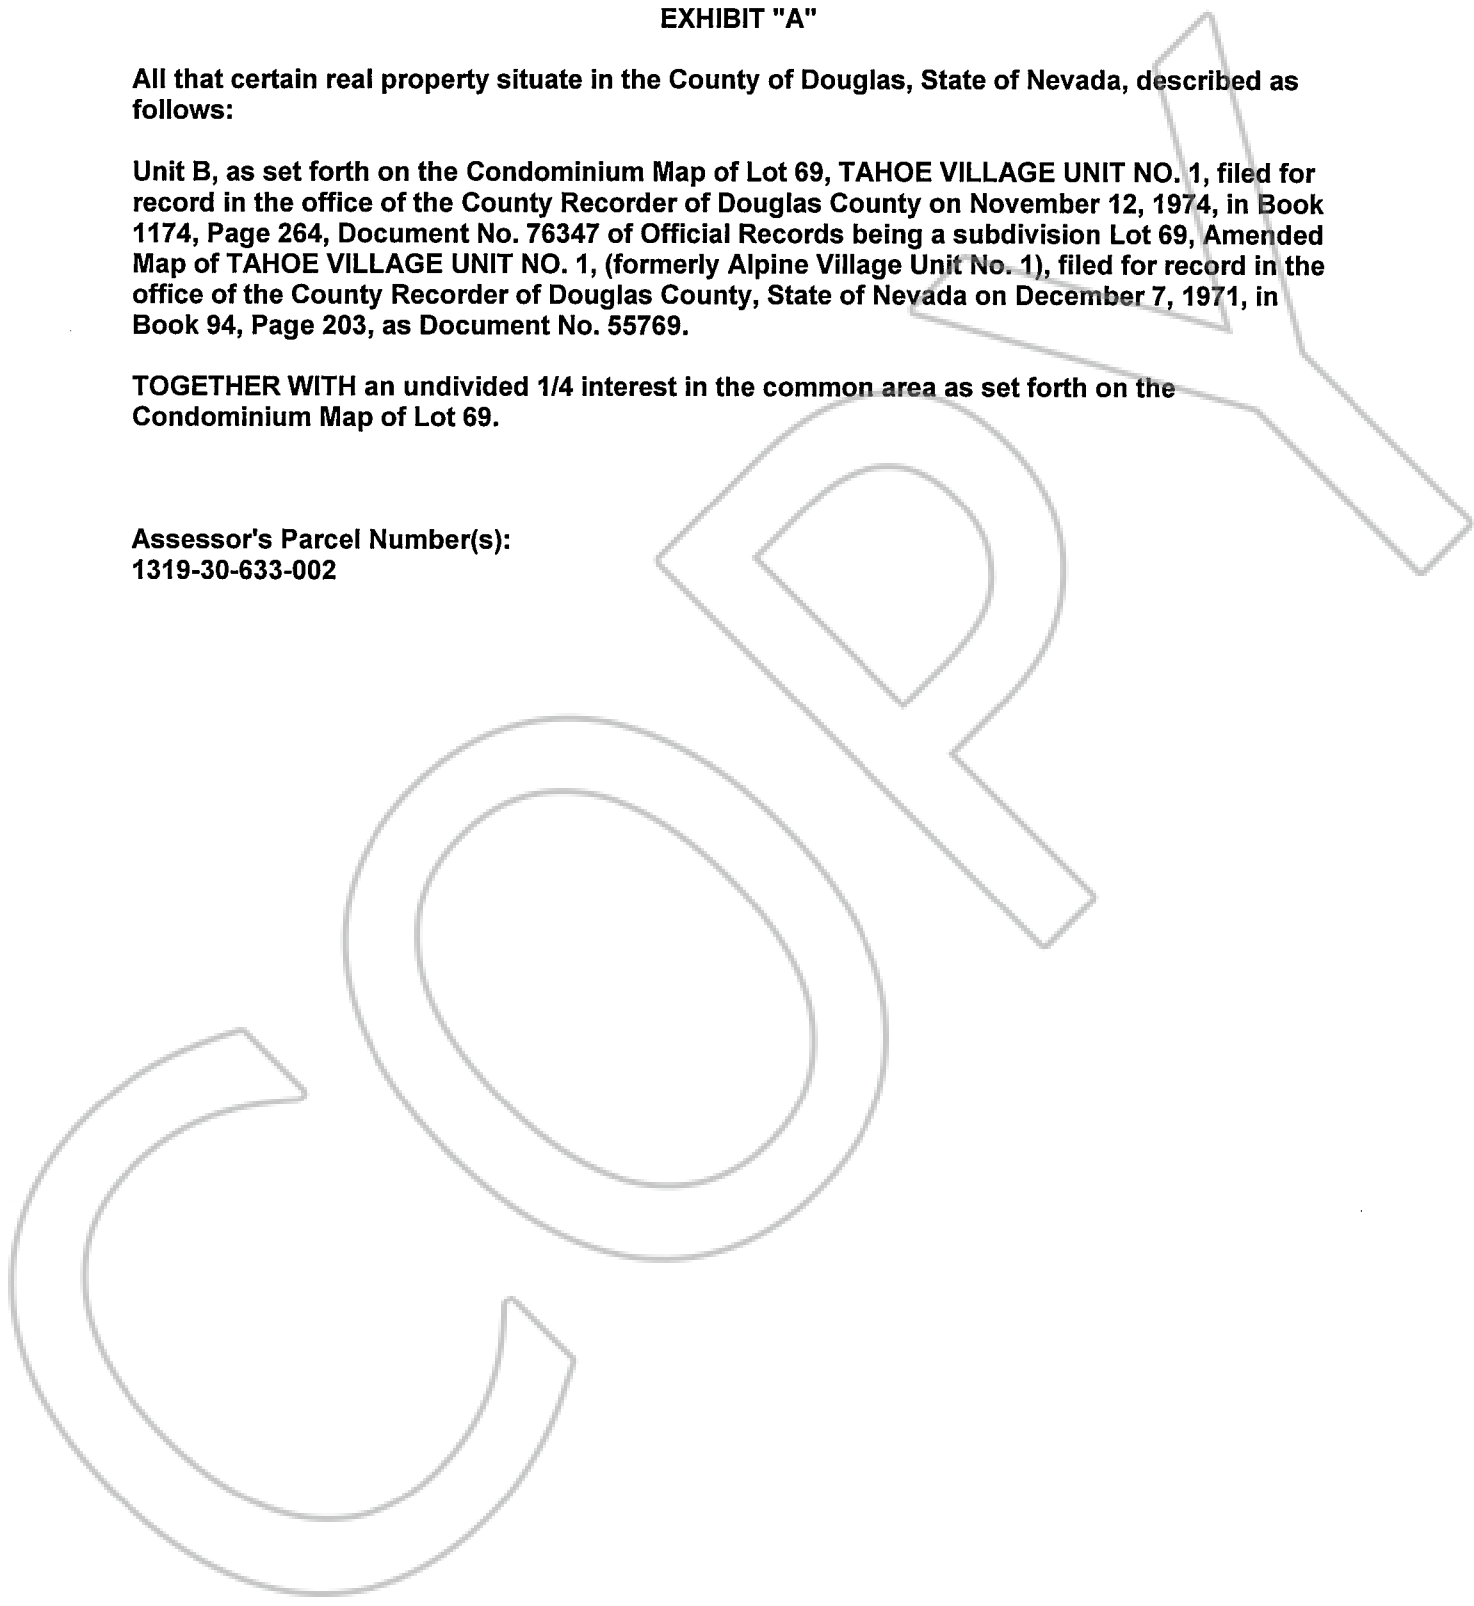 EXHIBIT "A"
All that certain real property situate in the County of Douglas, State of Nevada, described as
follows:
Unit B, as set forth on the Condominium Map of Lot 69, TAHOE VILLAGE UNIT NO. 1, filed for
record in the office of the County Recorder of Douglas County on November 12, 1974, in Book
1174, Page 264, Document No. 76347 of Official Records being a subdivision Lot 69, Amended
Map of TAHOE VILLAGE UNIT NO. 1, (formerly Alpine Village Unit No. 1), filed for record in the
office of the County Recorder of Douglas County, State of Nevada on December 7, 1971, in
Book 94, Page 203, as Document No. 55769.
TOGETHER WITH an undivided 1/4 interest in the common area as set forth on the
Condominium Map of Lot 69.
Assessor's Parcel Number(s):
1319-30-633-002
COPY